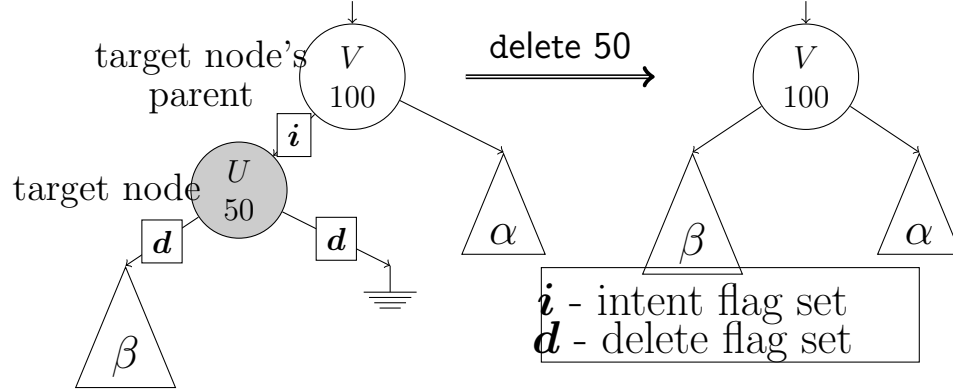 target node's
parent
V
100
i
target node
U
50
d
d
β
α
delete 50
V
100
β
α
i - intent flag set
d - delete flag set